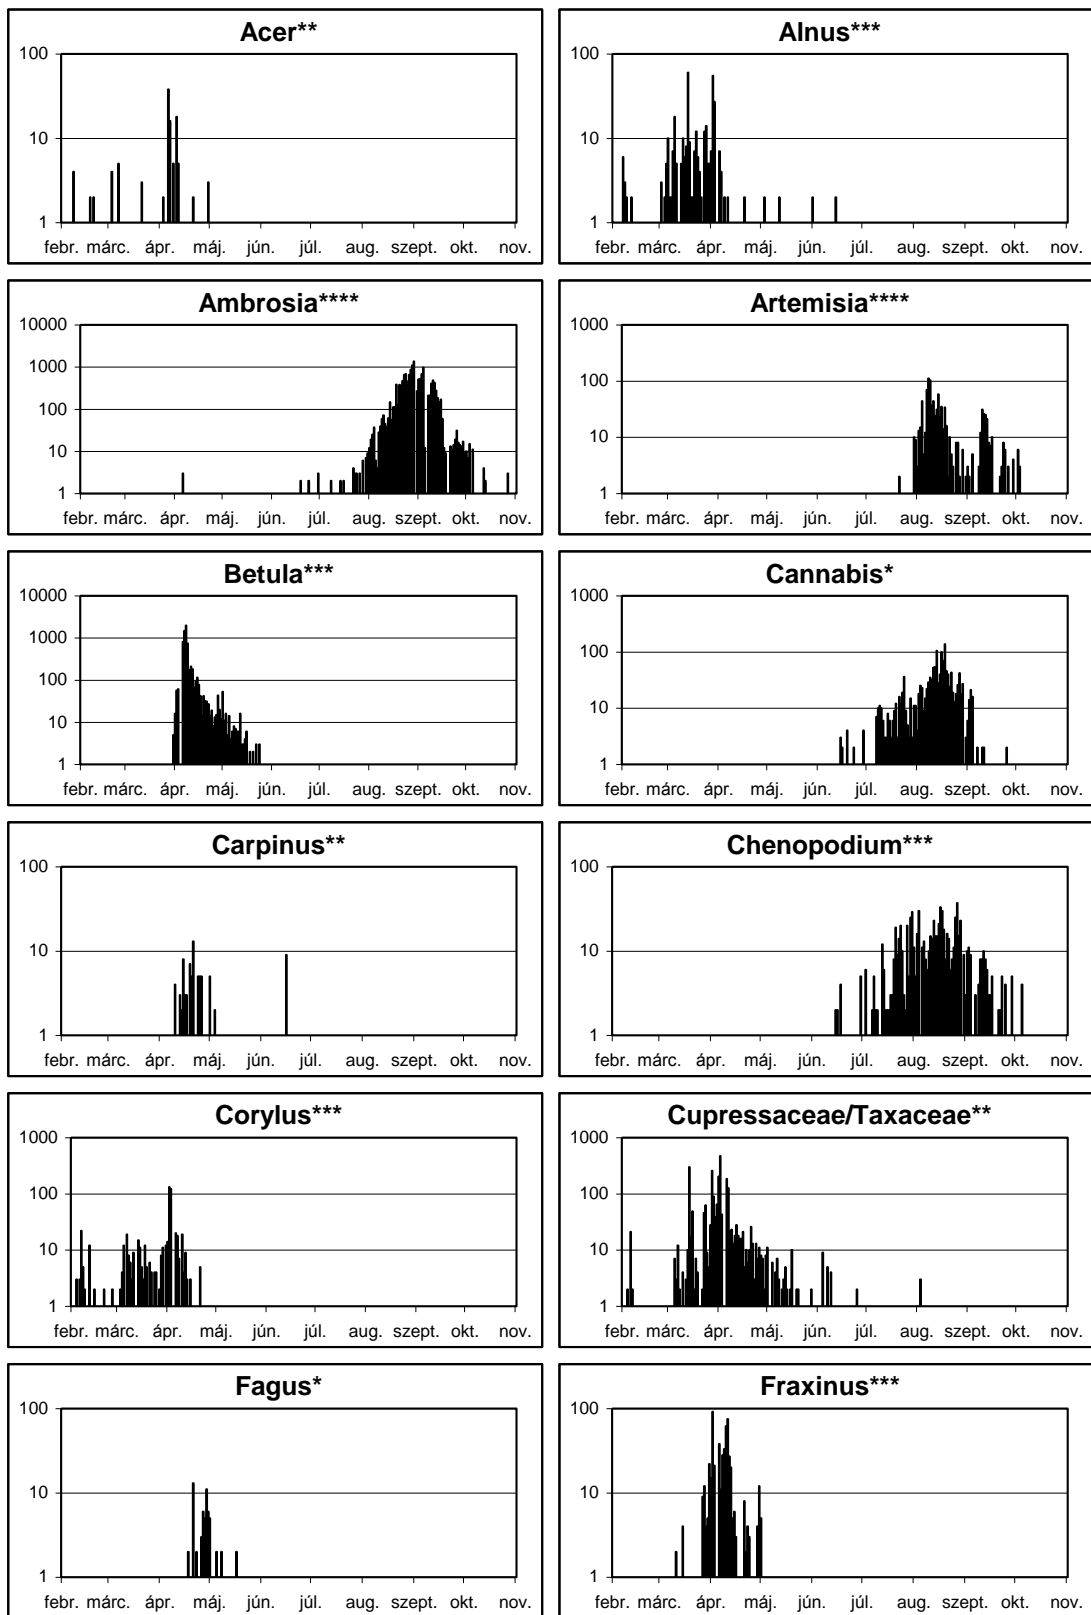 Acer**
100
10
1
febr. márc. ápr. máj. jún. júl. aug. szept. okt. nov.
Alnus***
100
10
1
febr. márc. ápr. máj. jún. júl. aug. szept. okt. nov.
Ambrosia****
10000
1000
100
10
1
febr. márc. ápr. máj. jún. júl. aug. szept. okt. nov.
Artemisia****
1000
100
10
1
febr. márc. ápr. máj. jún. júl. aug. szept. okt. nov.
Betula***
10000
1000
100
10
1
febr. márc. ápr. máj. jún. júl. aug. szept. okt. nov.
Cannabis*
1000
100
10
1
febr. márc. ápr. máj. jún. júl. aug. szept. okt. nov.
Carpinus**
100
10
1
febr. márc. ápr. máj. jún. júl. aug. szept. okt. nov.
Chenopodium***
100
10
1
febr. márc. ápr. máj. jún. júl. aug. szept. okt. nov.
Corylus***
1000
100
10
1
febr. márc. ápr. máj. jún. júl. aug. szept. okt. nov.
Cupressaceae/Taxaceae**
1000
100
10
1
febr. márc. ápr. máj. jún. júl. aug. szept. okt. nov.
Fagus*
100
10
1
febr. márc. ápr. máj. jún. júl. aug. szept. okt. nov.
Fraxinus***
100
10
1
febr. márc. ápr. máj. jún. júl. aug. szept. okt. nov.